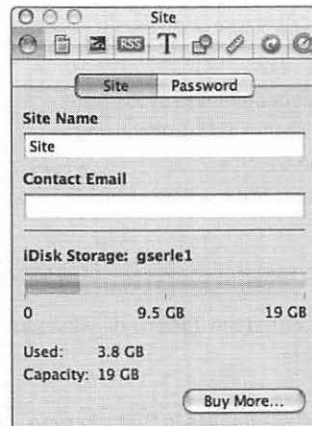 Site
RSS T
Site Password
Site Name
Site
Contact Email
iDisk Storage: gserle1
0 9.5 GB 19 GB
Used: 3.8 GB
Capacity: 19 GB
Buy More...